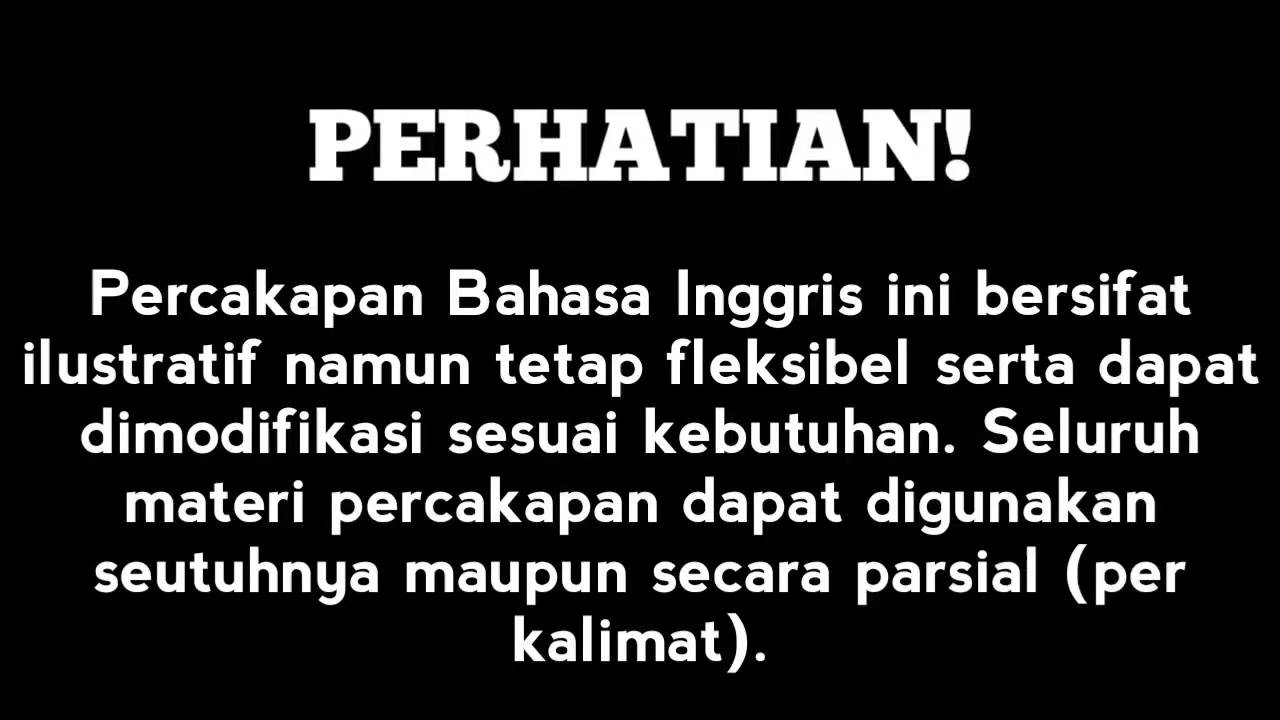 PERHATIAN!
Percakapan Bahasa Inggris ini bersifat
ilustratif namun tetap fleksibel serta dapat
dimodifikasi sesuai kebutuhan. Seluruh
materi percakapan dapat digunakan
seutuhnya maupun secara parsial (per
kalimat).